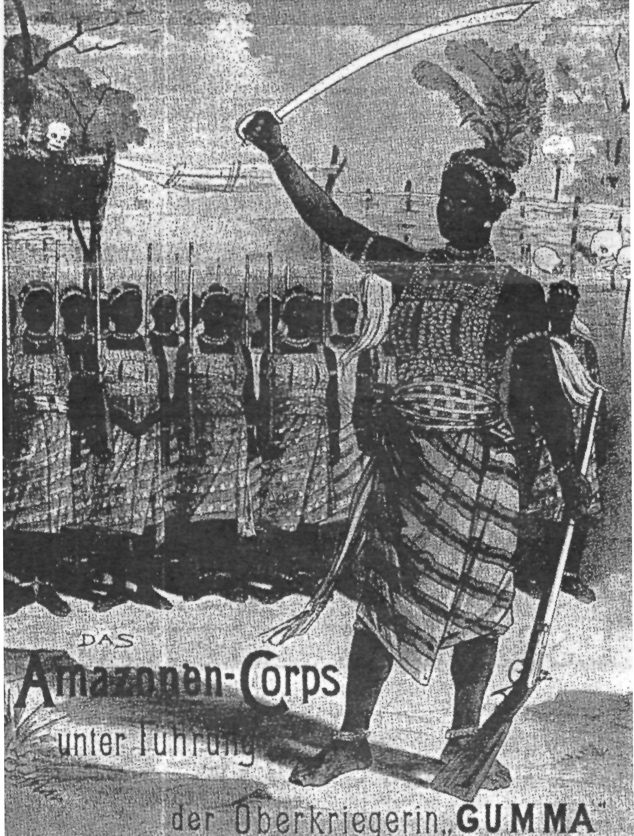 DAS
Amazonen-Corps
unter Führung
der Oberkriegerin „GUMMA“